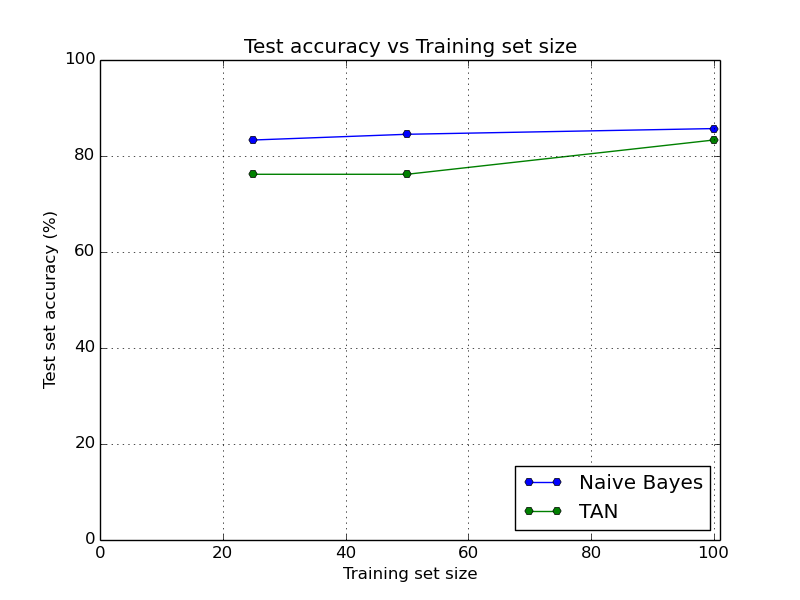 Test accuracy vs Training set size
100
80
60
40
20
0
Test set accuracy (%)
0 20 40 60 80 100
Training set size
Naive Bayes
TAN